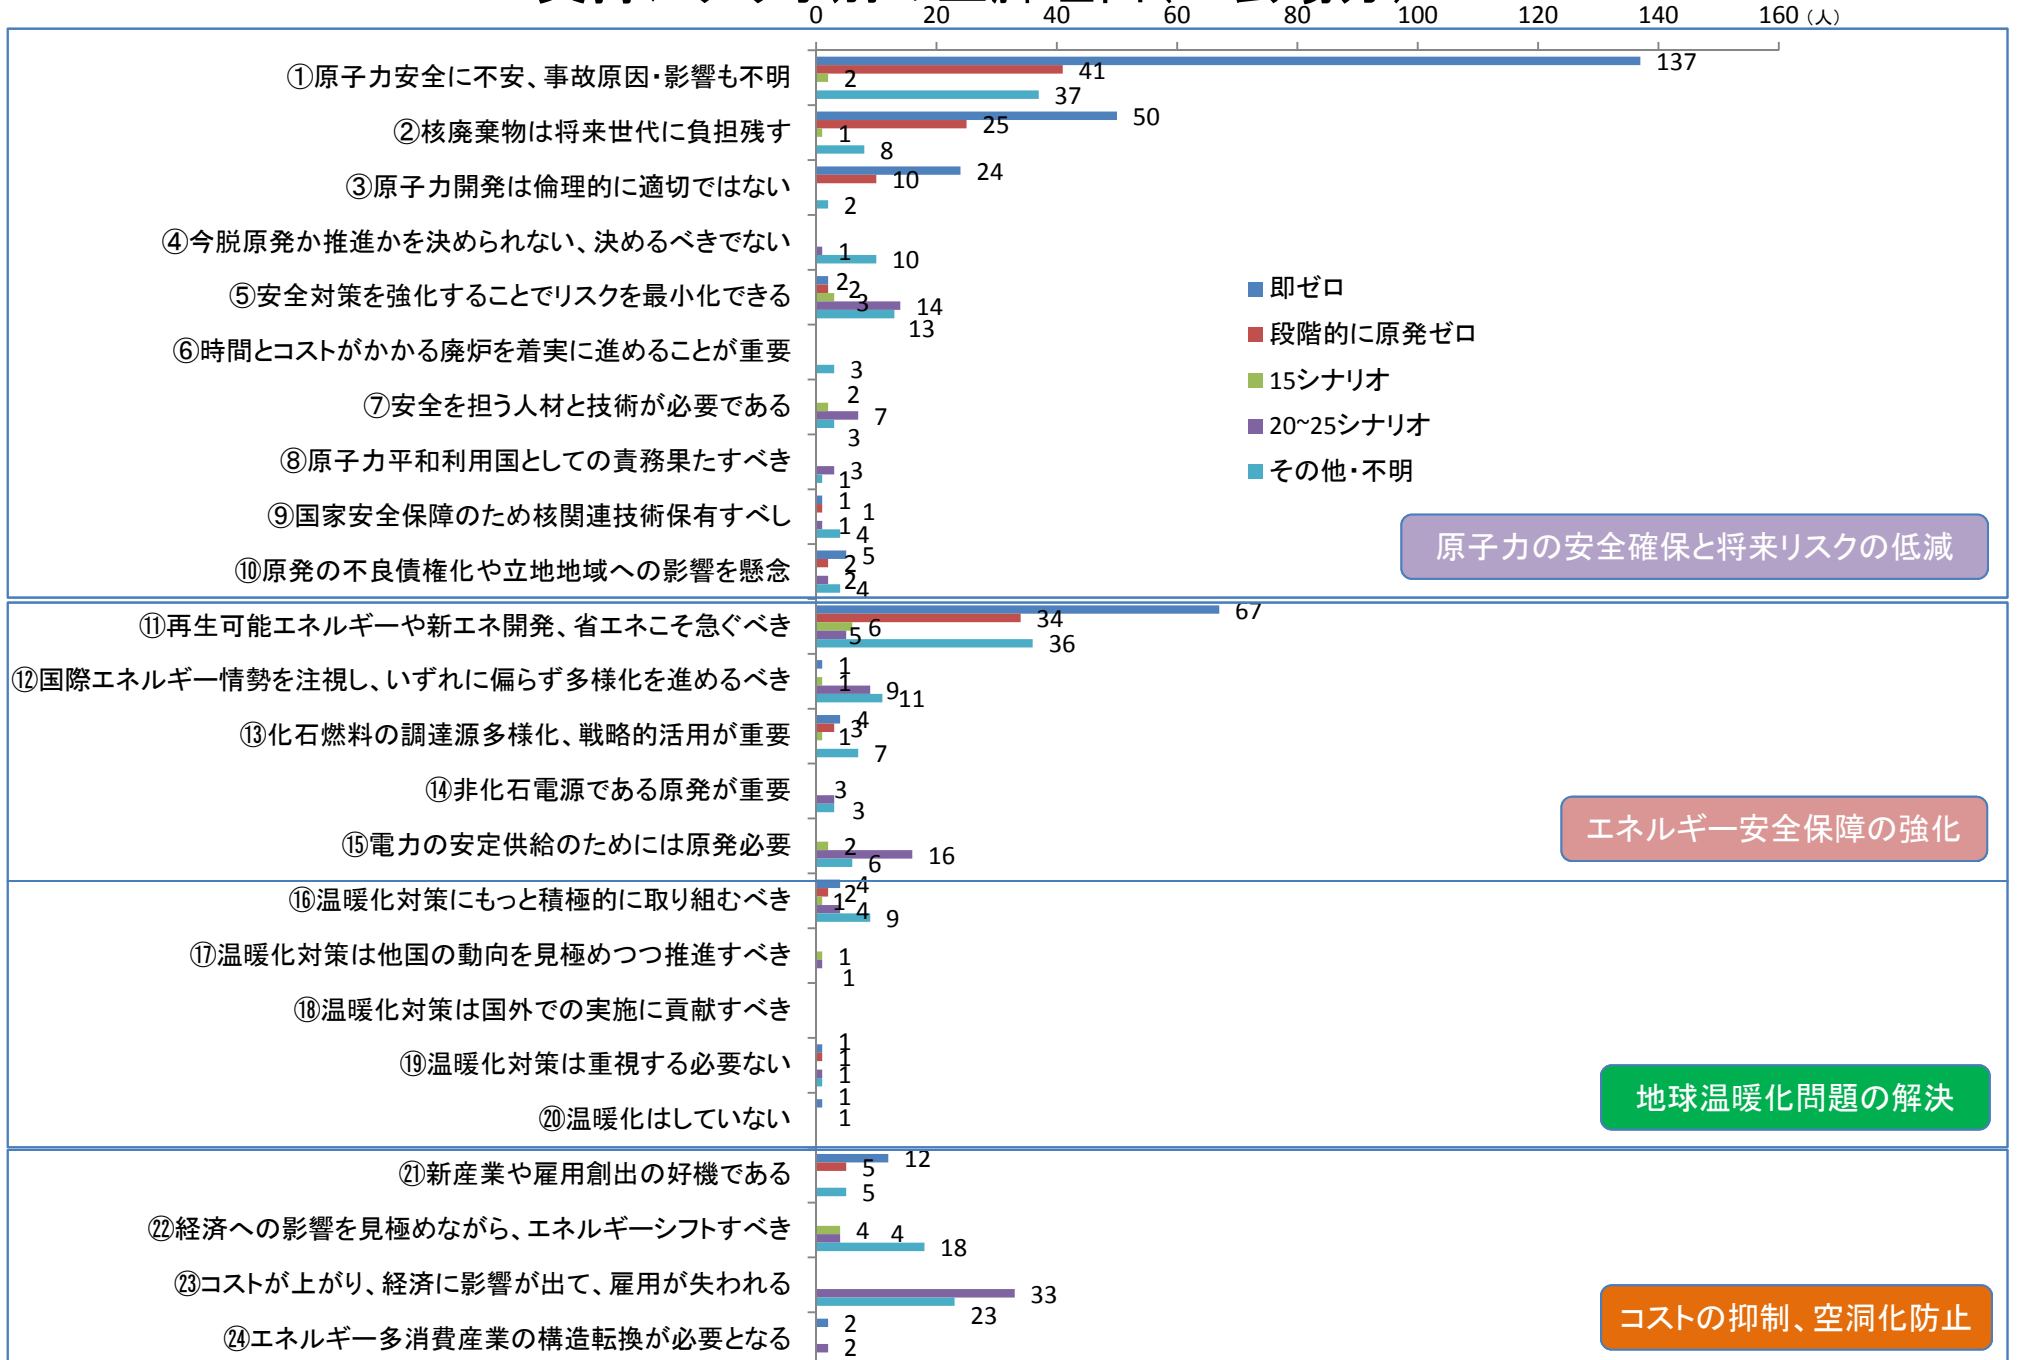 0 20 40 60 80 100 120 140 160 （人）
①原子力安全に不安、事故原因・影響も不明
137
41
2
37
②核廃棄物は将来世代に負担残す
50
25
1
8
③原子力開発は倫理的に適切ではない
24
10
2
④今脱原発か推進かを決められない、決めるべきでない
1
10
⑤安全対策を強化することでリスクを最小化できる
2
2
3
14
13
⑥時間とコストがかかる廃炉を着実に進めることが重要
3
⑦安全を担う人材と技術が必要である
2
7
3
⑧原子力平和利用国としての責務果たすべき
3
1
⑨国家安全保障のため核関連技術保有すべし
1
1
1
4
⑩原発の不良債権化や立地地域への影響を懸念
5
2
2
4
即ゼロ
段階的に原発ゼロ
15シナリオ
20~25シナリオ
その他・不明
原子力の安全確保と将来リスクの低減
⑪再生可能エネルギーや新エネ開発、省エネこそ急ぐべき
67
34
6
5
36
⑫国際エネルギー情勢を注視し、いずれに偏らず多様化を進めるべき
1
1
9
11
⑬化石燃料の調達源多様化、戦略的活用が重要
4
3
1
7
⑭非化石電源である原発が重要
3
3
⑮電力の安定供給のためには原発必要
2
16
6
エネルギー安全保障の強化
⑯温暖化対策にもっと積極的に取り組むべき
4
2
1
4
9
⑰温暖化対策は他国の動向を見極めつつ推進すべき
1
1
⑱温暖化対策は国外での実施に貢献すべき
⑲温暖化対策は重視する必要ない
1
1
1
1
⑳温暖化はしていない
1
地球温暖化問題の解決
㉑新産業や雇用創出の好機である
12
5
5
㉒経済への影響を見極めながら、エネルギーシフトすべき
4
4
18
㉓コストが上がり、経済に影響が出て、雇用が失われる
33
23
㉔エネルギー多消費産業の構造転換が必要となる
2
2
コストの抑制、空洞化防止